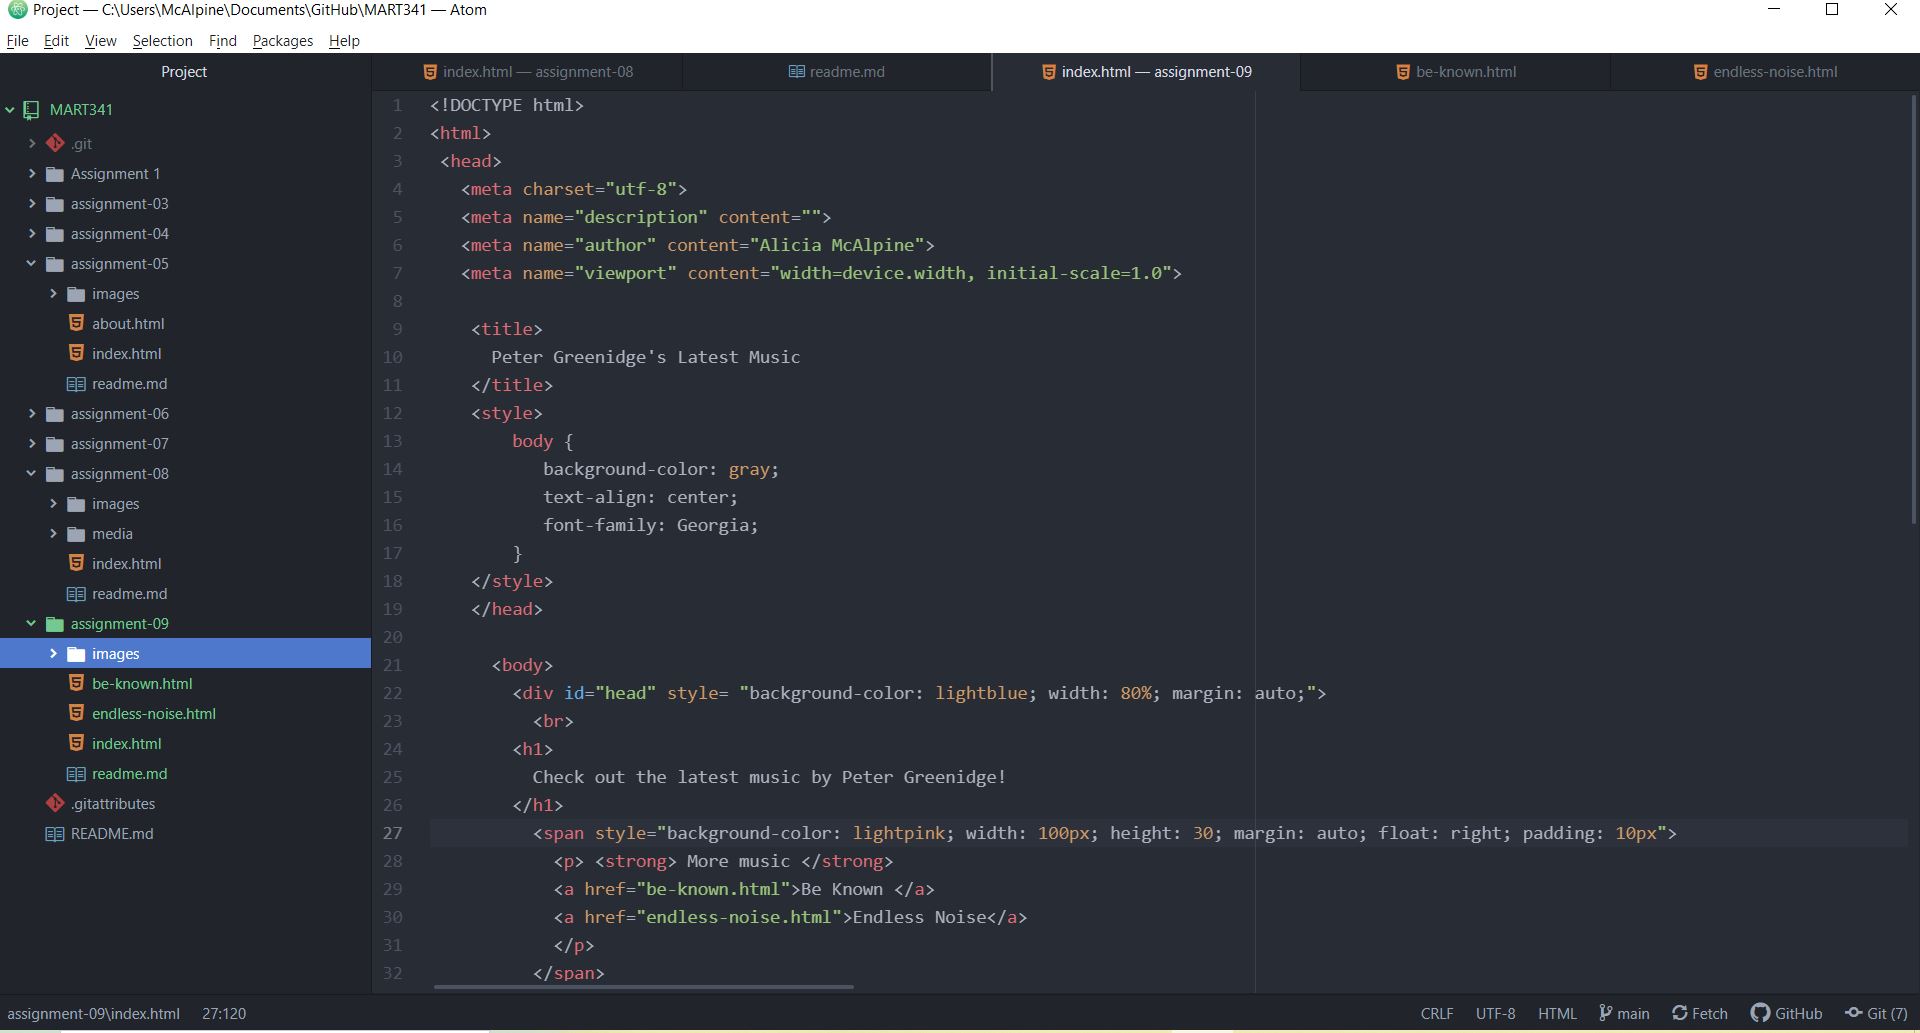 Project — C:\Users\McAlpine\Documents\GitHub\MART341 — Atom
File Edit View Selection Find Packages Help
Project
MART341
.git
Assignment 1
assignment-03
assignment-04
assignment-05
images
about.html
index.html
readme.md
assignment-06
assignment-07
assignment-08
images
media
index.html
readme.md
assignment-09
images
be-known.html
endless-noise.html
index.html
readme.md
.gitattributes
README.md
index.html — assignment-08 readme.md index.html — assignment-09 be-known.html endless-noise.html
1 <!DOCTYPE html>
2 <html>
3 <head>
4 <meta charset="utf-8">
5 <meta name="description" content="">
6 <meta name="author" content="Alicia McAlpine">
7 <meta name="viewport" content="width=device.width, initial-scale=1.0">
8
9 <title>
10 Peter Greenidge's Latest Music
11 </title>
12 <style>
13 body {
14 background-color: gray;
15 text-align: center;
16 font-family: Georgia;
17 }
18 </style>
19 </head>
20
21 <body>
22 <div id="head" style= "background-color: lightblue; width: 80%; margin: auto;">
23 <br>
24 <h1>
25 Check out the latest music by Peter Greenidge!
26 </h1>
27 <span style="background-color: lightpink; width: 100px; height: 30; margin: auto; float: right; padding: 10px">
28 <p> <strong> More music </strong>
29 <a href="be-known.html">Be Known </a>
30 <a href="endless-noise.html">Endless Noise</a>
31 </p>
32 </span>
assignment-09\index.html 27:120 CRLF UTF-8 HTML main Fetch GitHub Git (7)